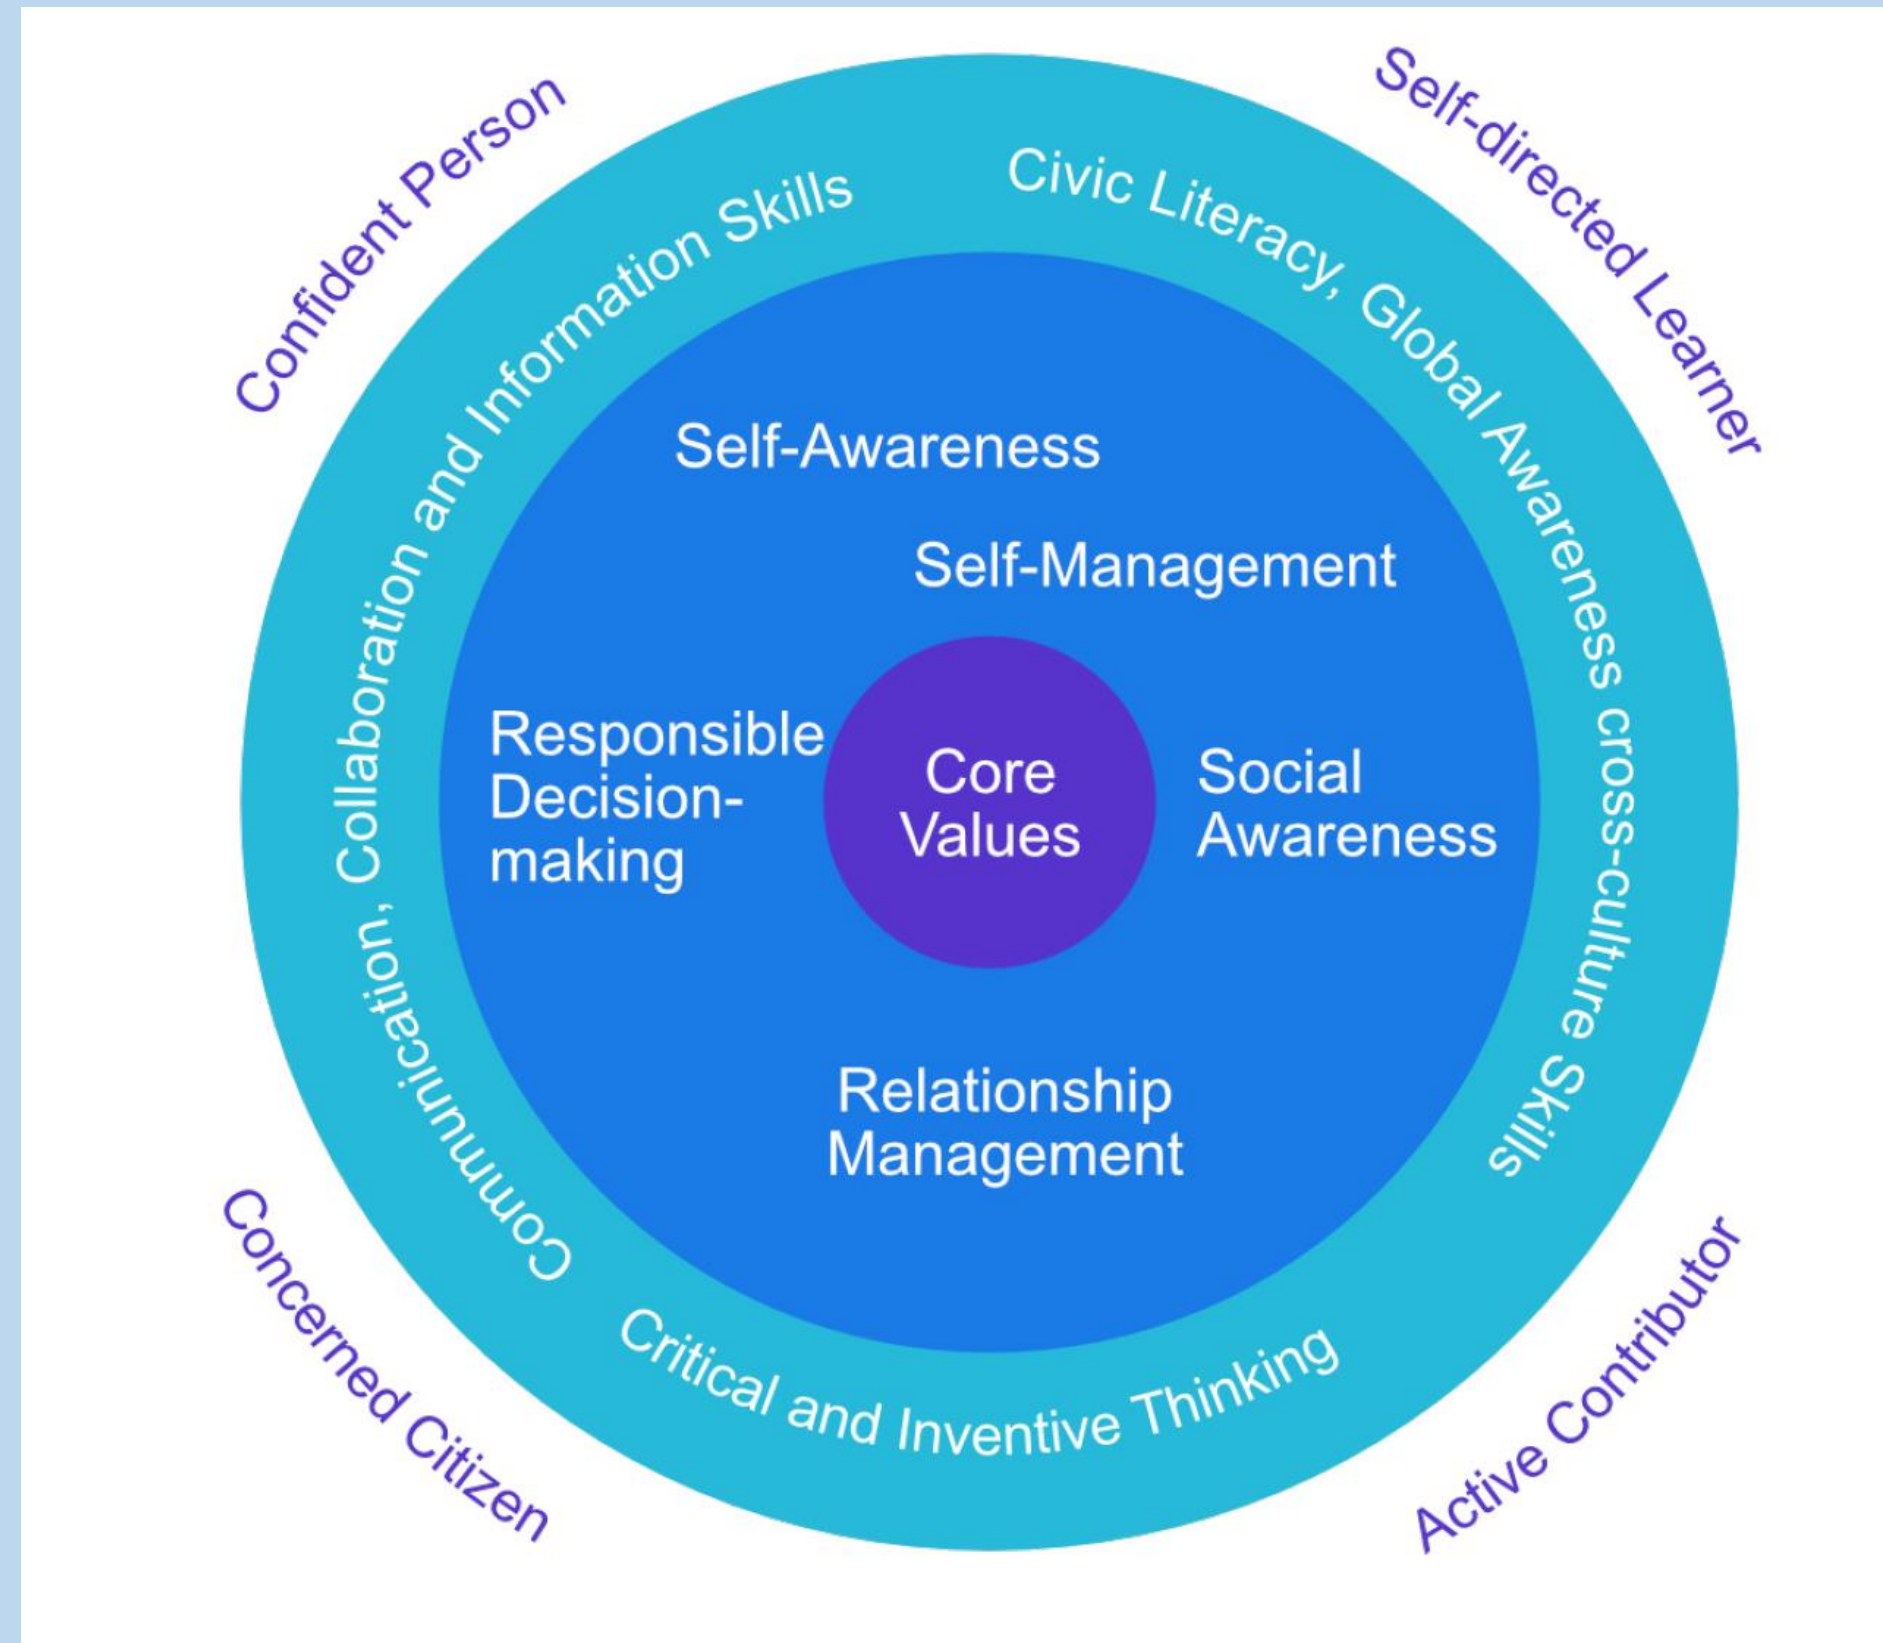 Confident Person
Self-directed Learner
Communication, Collaboration and Information Skills
Civic Literacy, Global Awareness cross-culture Skills
Self-Awareness
Self-Management
Responsible
Decision-
making
Core
Values
Social
Awareness
Relationship
Management
Critical and Inventive Thinking
Concerned Citizen
Active Contributor